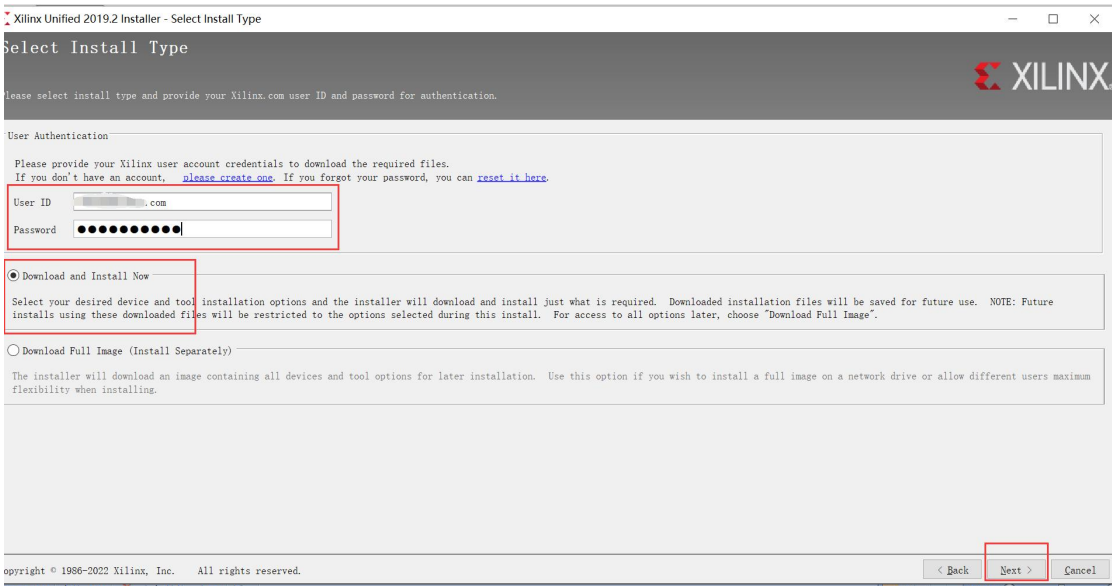 Xilinx Unified 2019.2 Installer - Select Install Type
Select Install Type
XILINX
Please select install type and provide your Xilinx.com user ID and password for authentication.
User Authentication
Please provide your Xilinx user account credentials to download the required files.
If you don't have an account, please create one. If you forgot your password, you can reset it here.
User ID .com
Password ●●●●●●●●●●
Download and Install Now
Select your desired device and tool installation options and the installer will download and install just what is required. Downloaded installation files will be saved for future use. NOTE: Future
installs using these downloaded files will be restricted to the options selected during this install. For access to all options later, choose "Download Full Image".
Download Full Image (Install Separately)
The installer will download an image containing all devices and tool options for later installation. Use this option if you wish to install a full image on a network drive or allow different users maximum
flexibility when installing.
opyright © 1986-2022 Xilinx, Inc. All rights reserved.
< Back Next > Cancel